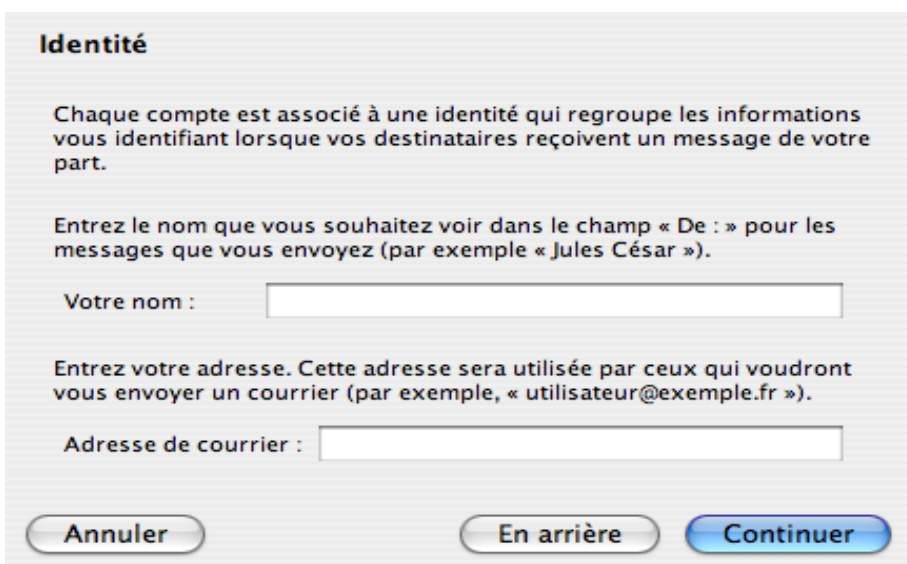 Identité
Chaque compte est associé à une identité qui regroupe les informations
vous identifiant lorsque vos destinataires reçoivent un message de votre
part.
Entrez le nom que vous souhaitez voir dans le champ « De : » pour les
messages que vous envoyez (par exemple « Jules César »).
Votre nom :
Entrez votre adresse. Cette adresse sera utilisée par ceux qui voudront
vous envoyer un courrier (par exemple, « utilisateur@exemple.fr »).
Adresse de courrier :
Annuler En arrière Continuer